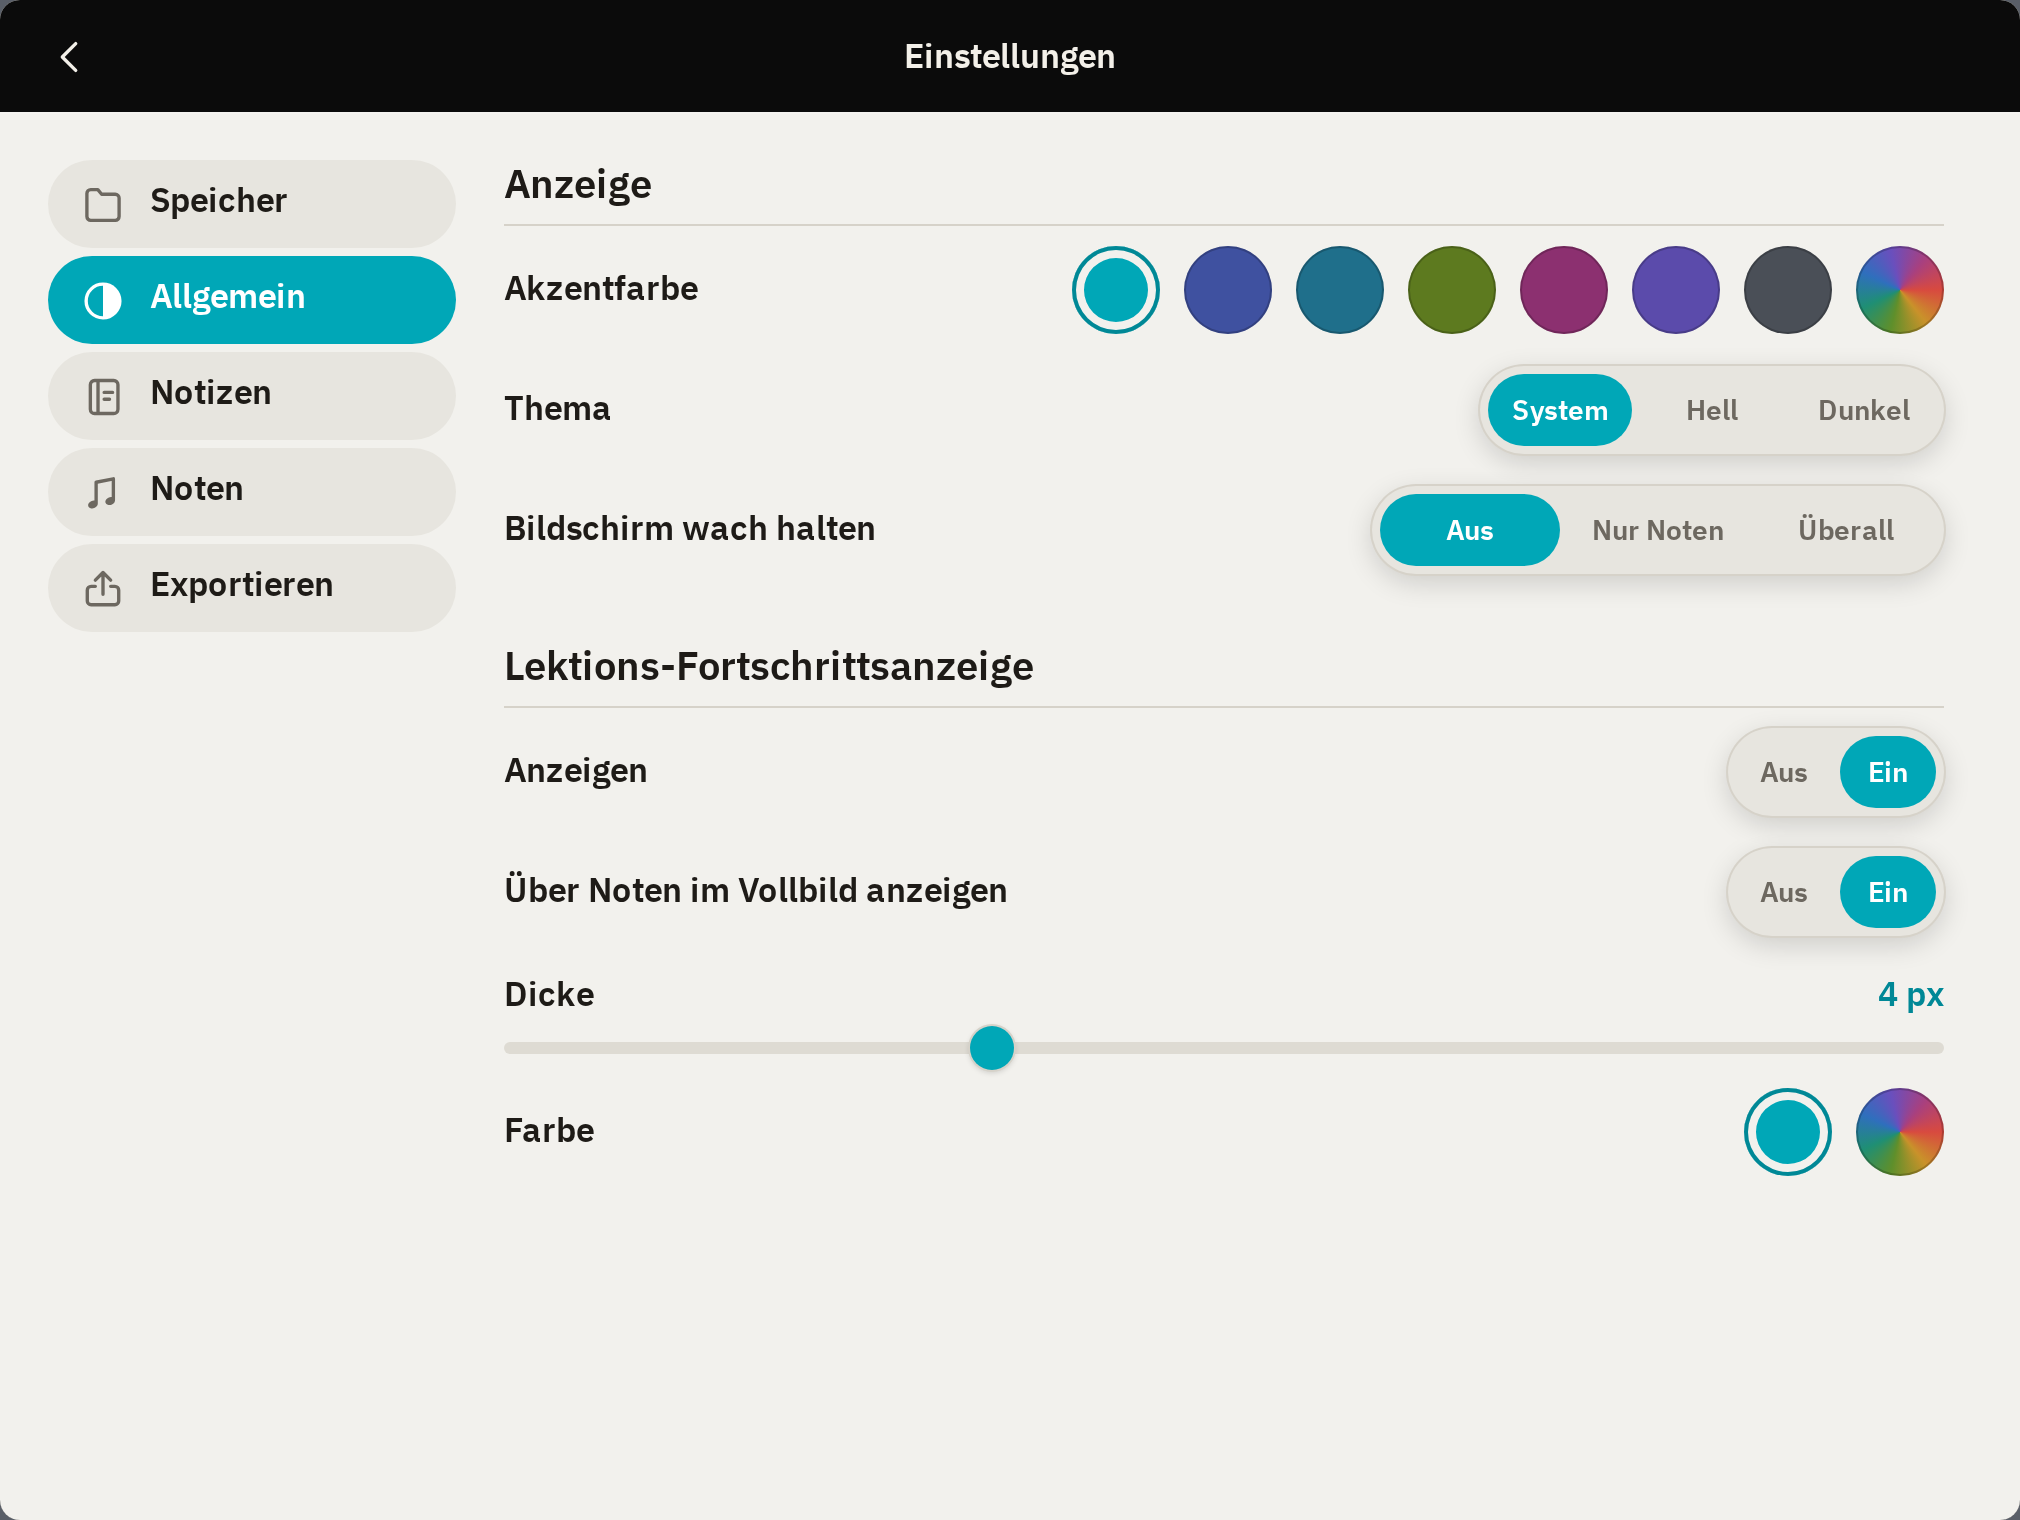 Einstellungen
Speicher
Allgemein
Notizen
Noten
Exportieren
Anzeige
Akzentfarbe
Thema
System Hell Dunkel
Bildschirm wach halten
Aus Nur Noten Überall
Lektions-Fortschrittsanzeige
Anzeigen
Aus Ein
Über Noten im Vollbild anzeigen
Aus Ein
Dicke
4 px
Farbe